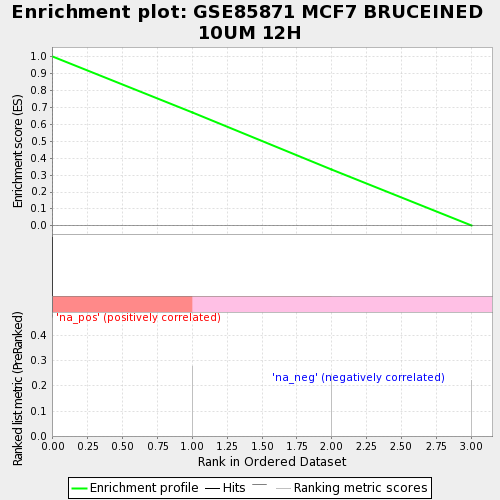 Enrichment plot: GSE85871 MCF7 BRUCEINED
10UM 12H
Enrichment score (ES)
1.0
0.9
0.8
0.7
0.6
0.5
0.4
0.3
0.2
0.1
0.0
'na_pos' (positively correlated)
'na_neg' (negatively correlated)
Ranked list metric (PreRanked)
0.4
0.3
0.2
0.1
0.0
0.00 0.25 0.50 0.75 1.00 1.25 1.50 1.75 2.00 2.25 2.50 2.75 3.00
Rank in Ordered Dataset
Enrichment profile Hits Ranking metric scores